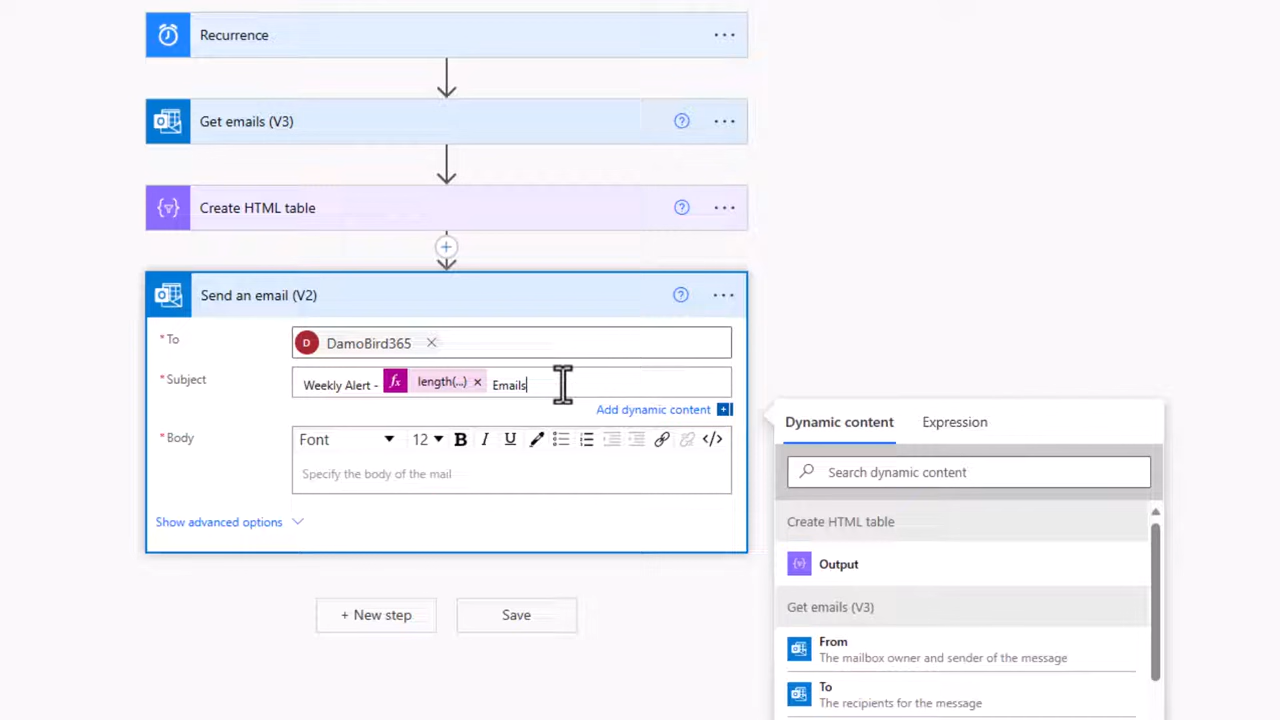 Recurrence
Get emails (V3)
Create HTML table
Send an email (V2)
* To
D DamoBird365
* Subject
Weekly Alert - fx length(...) Emails
Add dynamic content
* Body
Font 12 B I U </>
Specify the body of the mail
Show advanced options
+ New step Save
Dynamic content Expression
Search dynamic content
Create HTML table
Output
Get emails (V3)
From
The mailbox owner and sender of the message
To
The recipients for the message